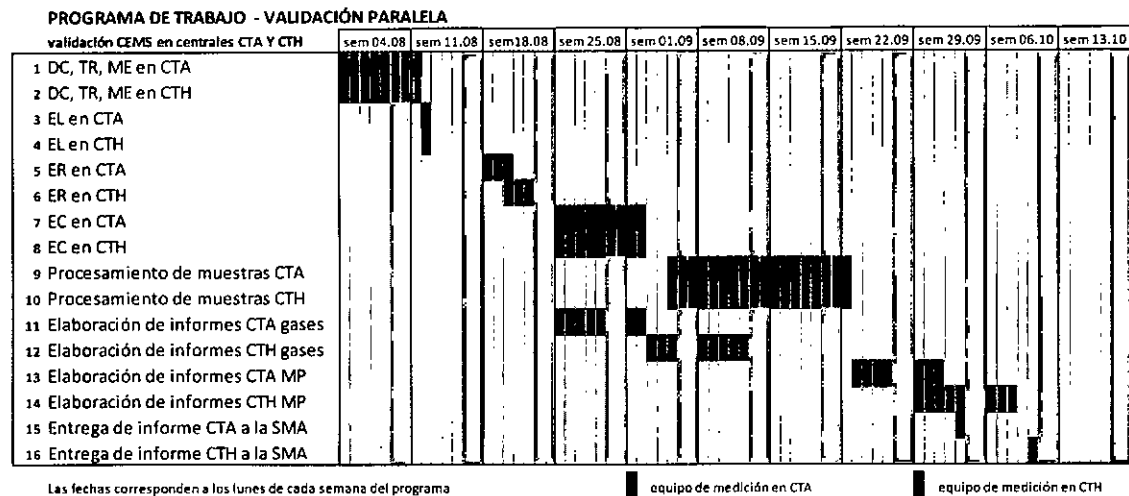 PROGRAMA DE TRABAJO - VALIDACIÓN PARALELA
validación CEMS en centrales CTA Y CTH sem 04.08 sem 11.08 sem18.08 sem 25.08 sem 01.09 sem 08.09 sem 15.09 sem 22.09 sem 29.09 sem 06.10 sem 13.10
1 DC, TR, ME en CTA
2 DC, TR, ME en CTH
3 EL en CTA
4 EL en CTH
5 ER en CTA
6 ER en CTH
7 EC en CTA
8 EC en CTH
9 Procesamiento de muestras CTA
10 Procesamiento de muestras CTH
11 Elaboración de informes CTA gases
12 Elaboración de informes CTH gases
13 Elaboración de informes CTA MP
14 Elaboración de informes CTH MP
15 Entrega de informe CTA a la SMA
16 Entrega de informe CTH a la SMA
Las fechas corresponden a los lunes de cada semana del programa equipo de medición en CTA equipo de medición en CTH